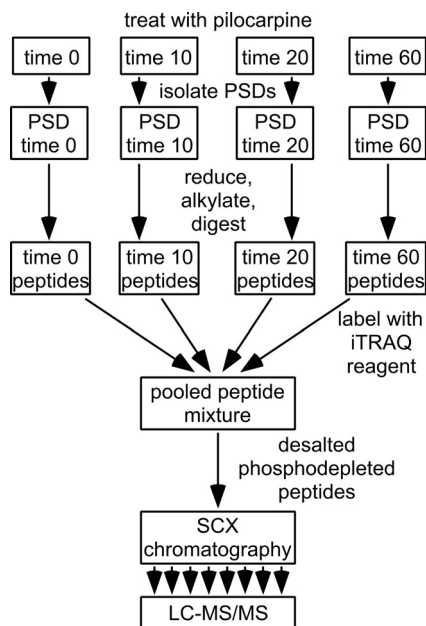 treat with pilocarpine
time 0
time 10
time 20
time 60
isolate PSDs
PSD
time 0
PSD
time 10
PSD
time 20
PSD
time 60
reduce,
alkylate,
digest
time 0
peptides
time 10
peptides
time 20
peptides
time 60
peptides
label with
iTRAQ
reagent
pooled peptide
mixture
desalted
phosphodepleted
peptides
SCX
chromatography
LC-MS/MS